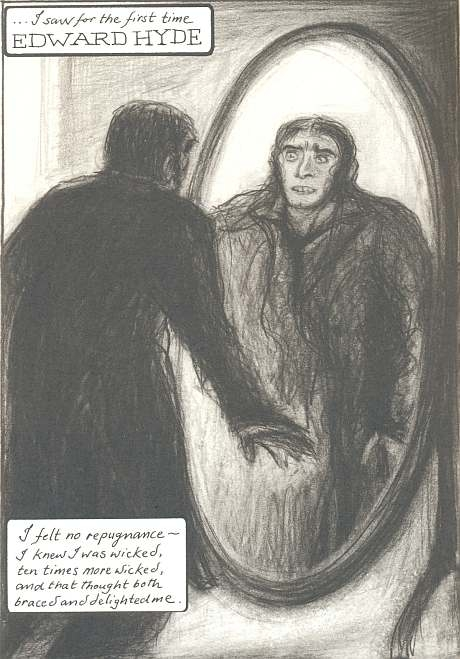 ...I saw for the first time
EDWARD HYDE
I felt no repugnance~
I knew I was wicked,
ten times more wicked,
and that thought both
braced and delighted me.